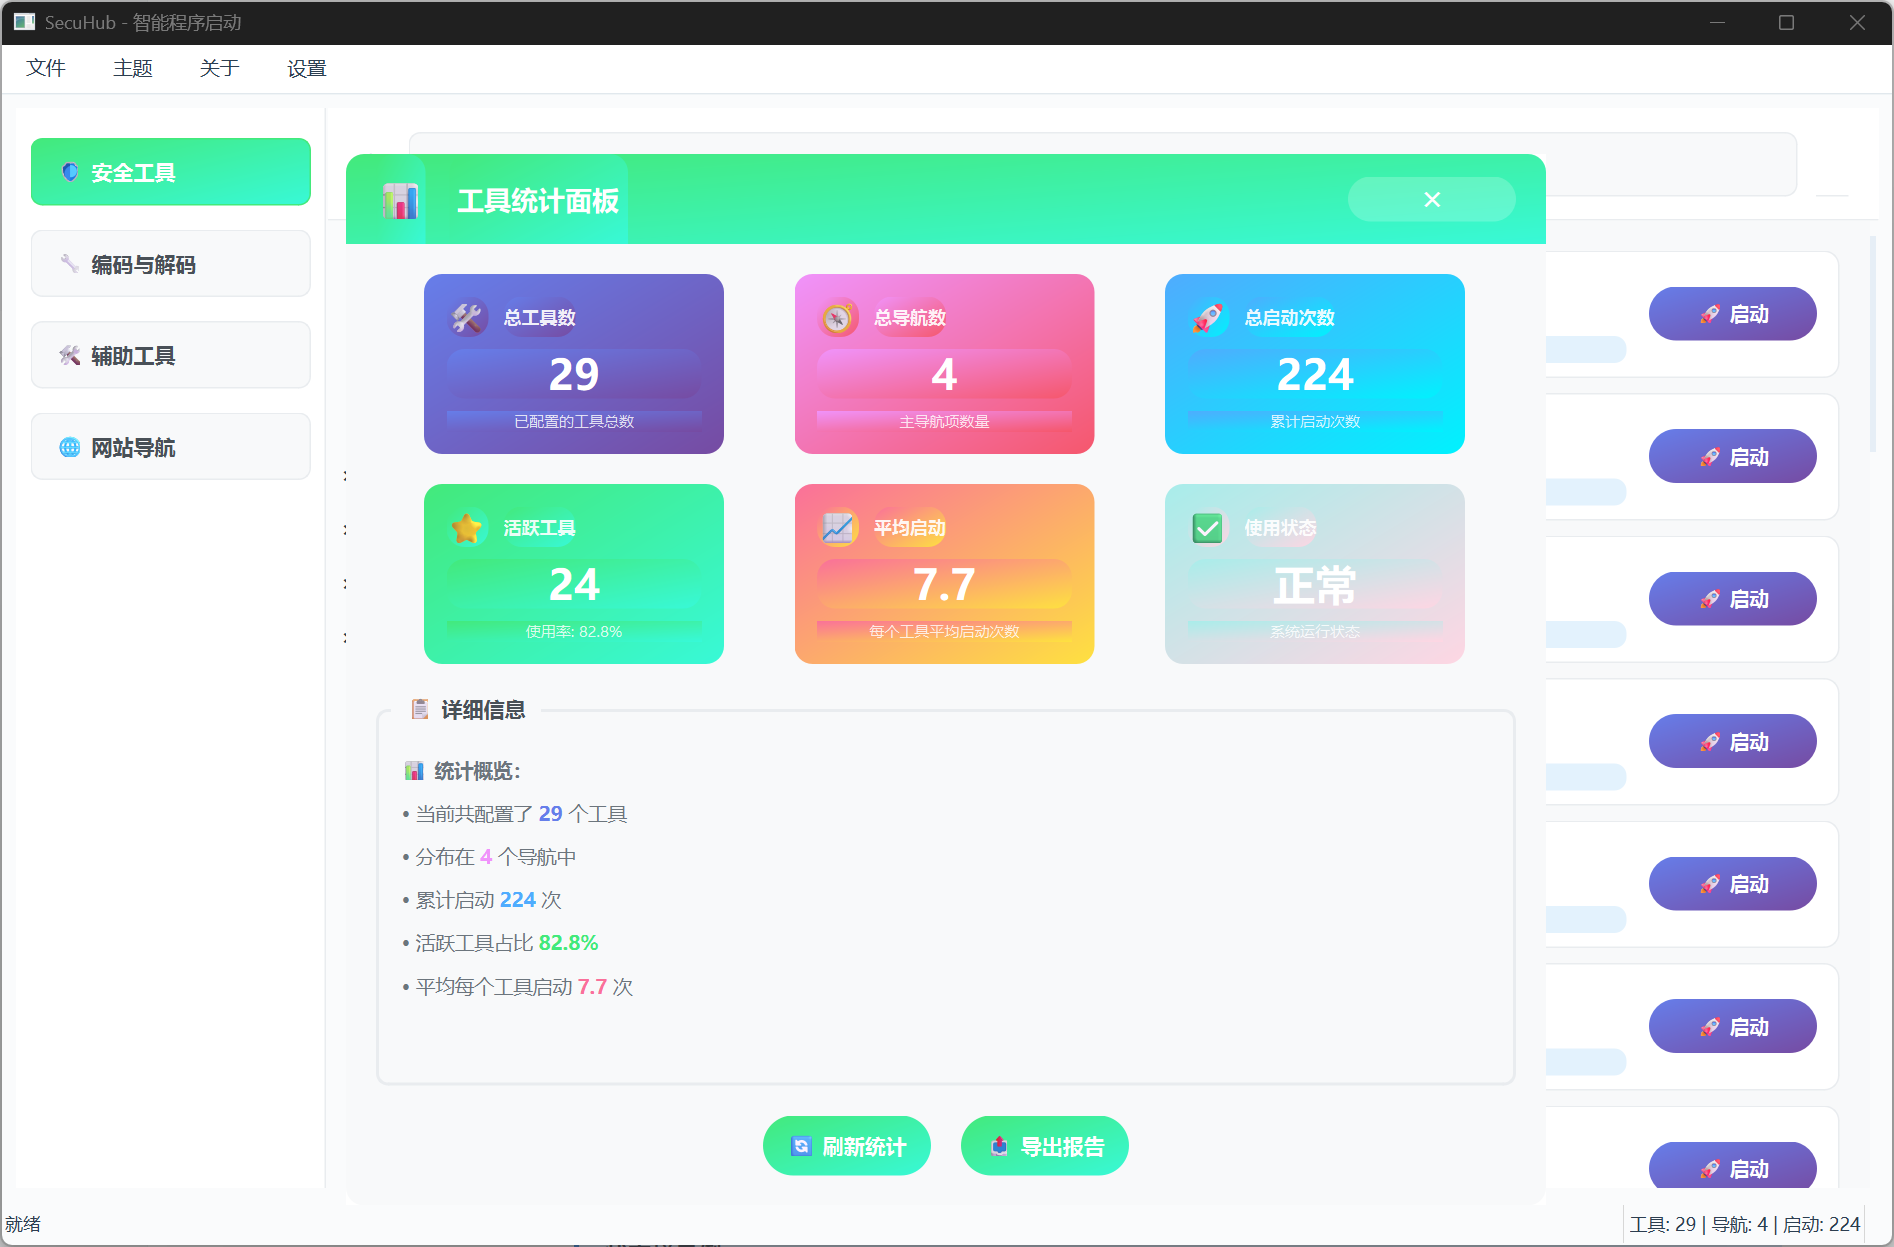 SecuHub - 智能程序启动
文件 主题 关于 设置
安全工具
编码与解码
辅助工具
网站导航
工具统计面板
×
总工具数
29
已配置的工具总数
总导航数
4
主导航项数量
总启动次数
224
累计启动次数
活跃工具
24
使用率: 82.8%
平均启动
7.7
每个工具平均启动次数
使用状态
正常
系统运行状态
详细信息
统计概览：
• 当前共配置了 29 个工具
• 分布在 4 个导航中
• 累计启动 224 次
• 活跃工具占比 82.8%
• 平均每个工具启动 7.7 次
刷新统计
导出报告
启动
启动
启动
启动
启动
启动
启动
就绪
工具: 29 | 导航: 4 | 启动: 224